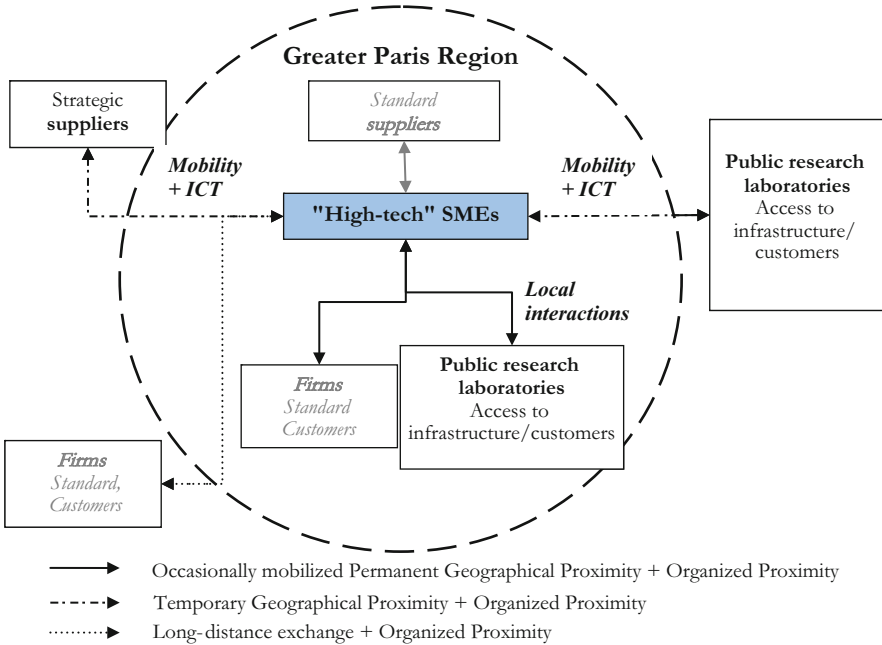 Greater Paris Region
Strategic
suppliers
Standard
suppliers
Mobility
+ ICT
Mobility
+ ICT
"High-tech" SMEs
Public research
laboratories
Access to
infrastructure/
customers
Local
interactions
Firms
Standard
Customers
Public research
laboratories
Access to
infrastructure/customers
Firms
Standard,
Customers
Occasionally mobilized Permanent Geographical Proximity + Organized Proximity
Temporary Geographical Proximity + Organized Proximity
Long-distance exchange + Organized Proximity